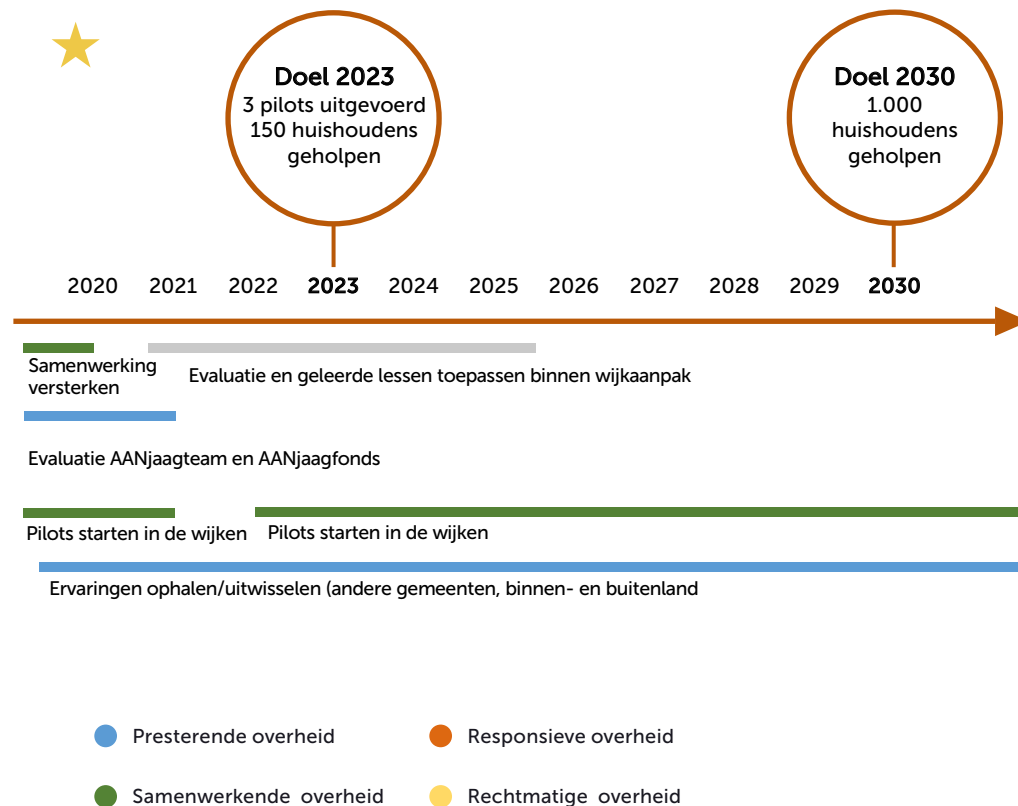 Doel 2023
3 pilots uitgevoerd
150 huishoudens
geholpen
Doel 2030
1.000
huishoudens
geholpen
2020 2021 2022 2023 2024 2025 2026 2027 2028 2029 2030
Samenwerking
versterken
Evaluatie en geleerde lessen toepassen binnen wijkaanpak
Evaluatie AANjaagteam en AANjaagfonds
Pilots starten in de wijken
Pilots starten in de wijken
Ervaringen ophalen/uitwisselen (andere gemeenten, binnen- en buitenland
Presterende overheid
Responsieve overheid
Samenwerkende overheid
Rechtmatige overheid